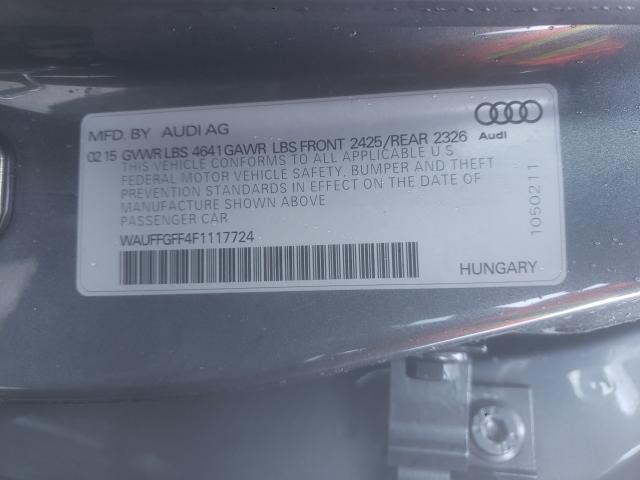 MFD. BY AUDI AG
02 15 GVWR LBS 4641 GAWR LBS FRONT 2425/REAR 2326
THIS VEHICLE CONFORMS TO ALL APPLICABLE U.S.
FEDERAL MOTOR VEHICLE SAFETY, BUMPER AND THEFT
PREVENTION STANDARDS IN EFFECT ON THE DATE OF
MANUFACTURE SHOWN ABOVE
PASSENGER CAR
WAUFFGFF4F1117724
Audi
1050211
HUNGARY